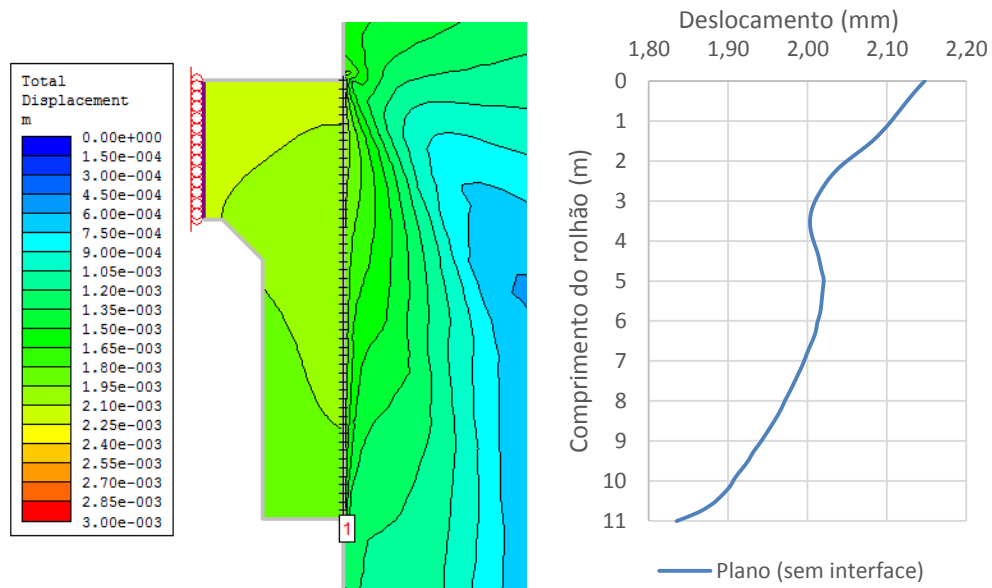 Total
Displacement
m
0.00e+000
1.50e-004
3.00e-004
4.50e-004
6.00e-004
7.50e-004
9.00e-004
1.05e-003
1.20e-003
1.35e-003
1.50e-003
1.65e-003
1.80e-003
1.95e-003
2.10e-003
2.25e-003
2.40e-003
2.55e-003
2.70e-003
2.85e-003
3.00e-003
1
Deslocamento (mm)
1,80 1,90 2,00 2,10 2,20
Comprimento do rolhão (m)
0
1
2
3
4
5
6
7
8
9
10
11
Plano (sem interface)